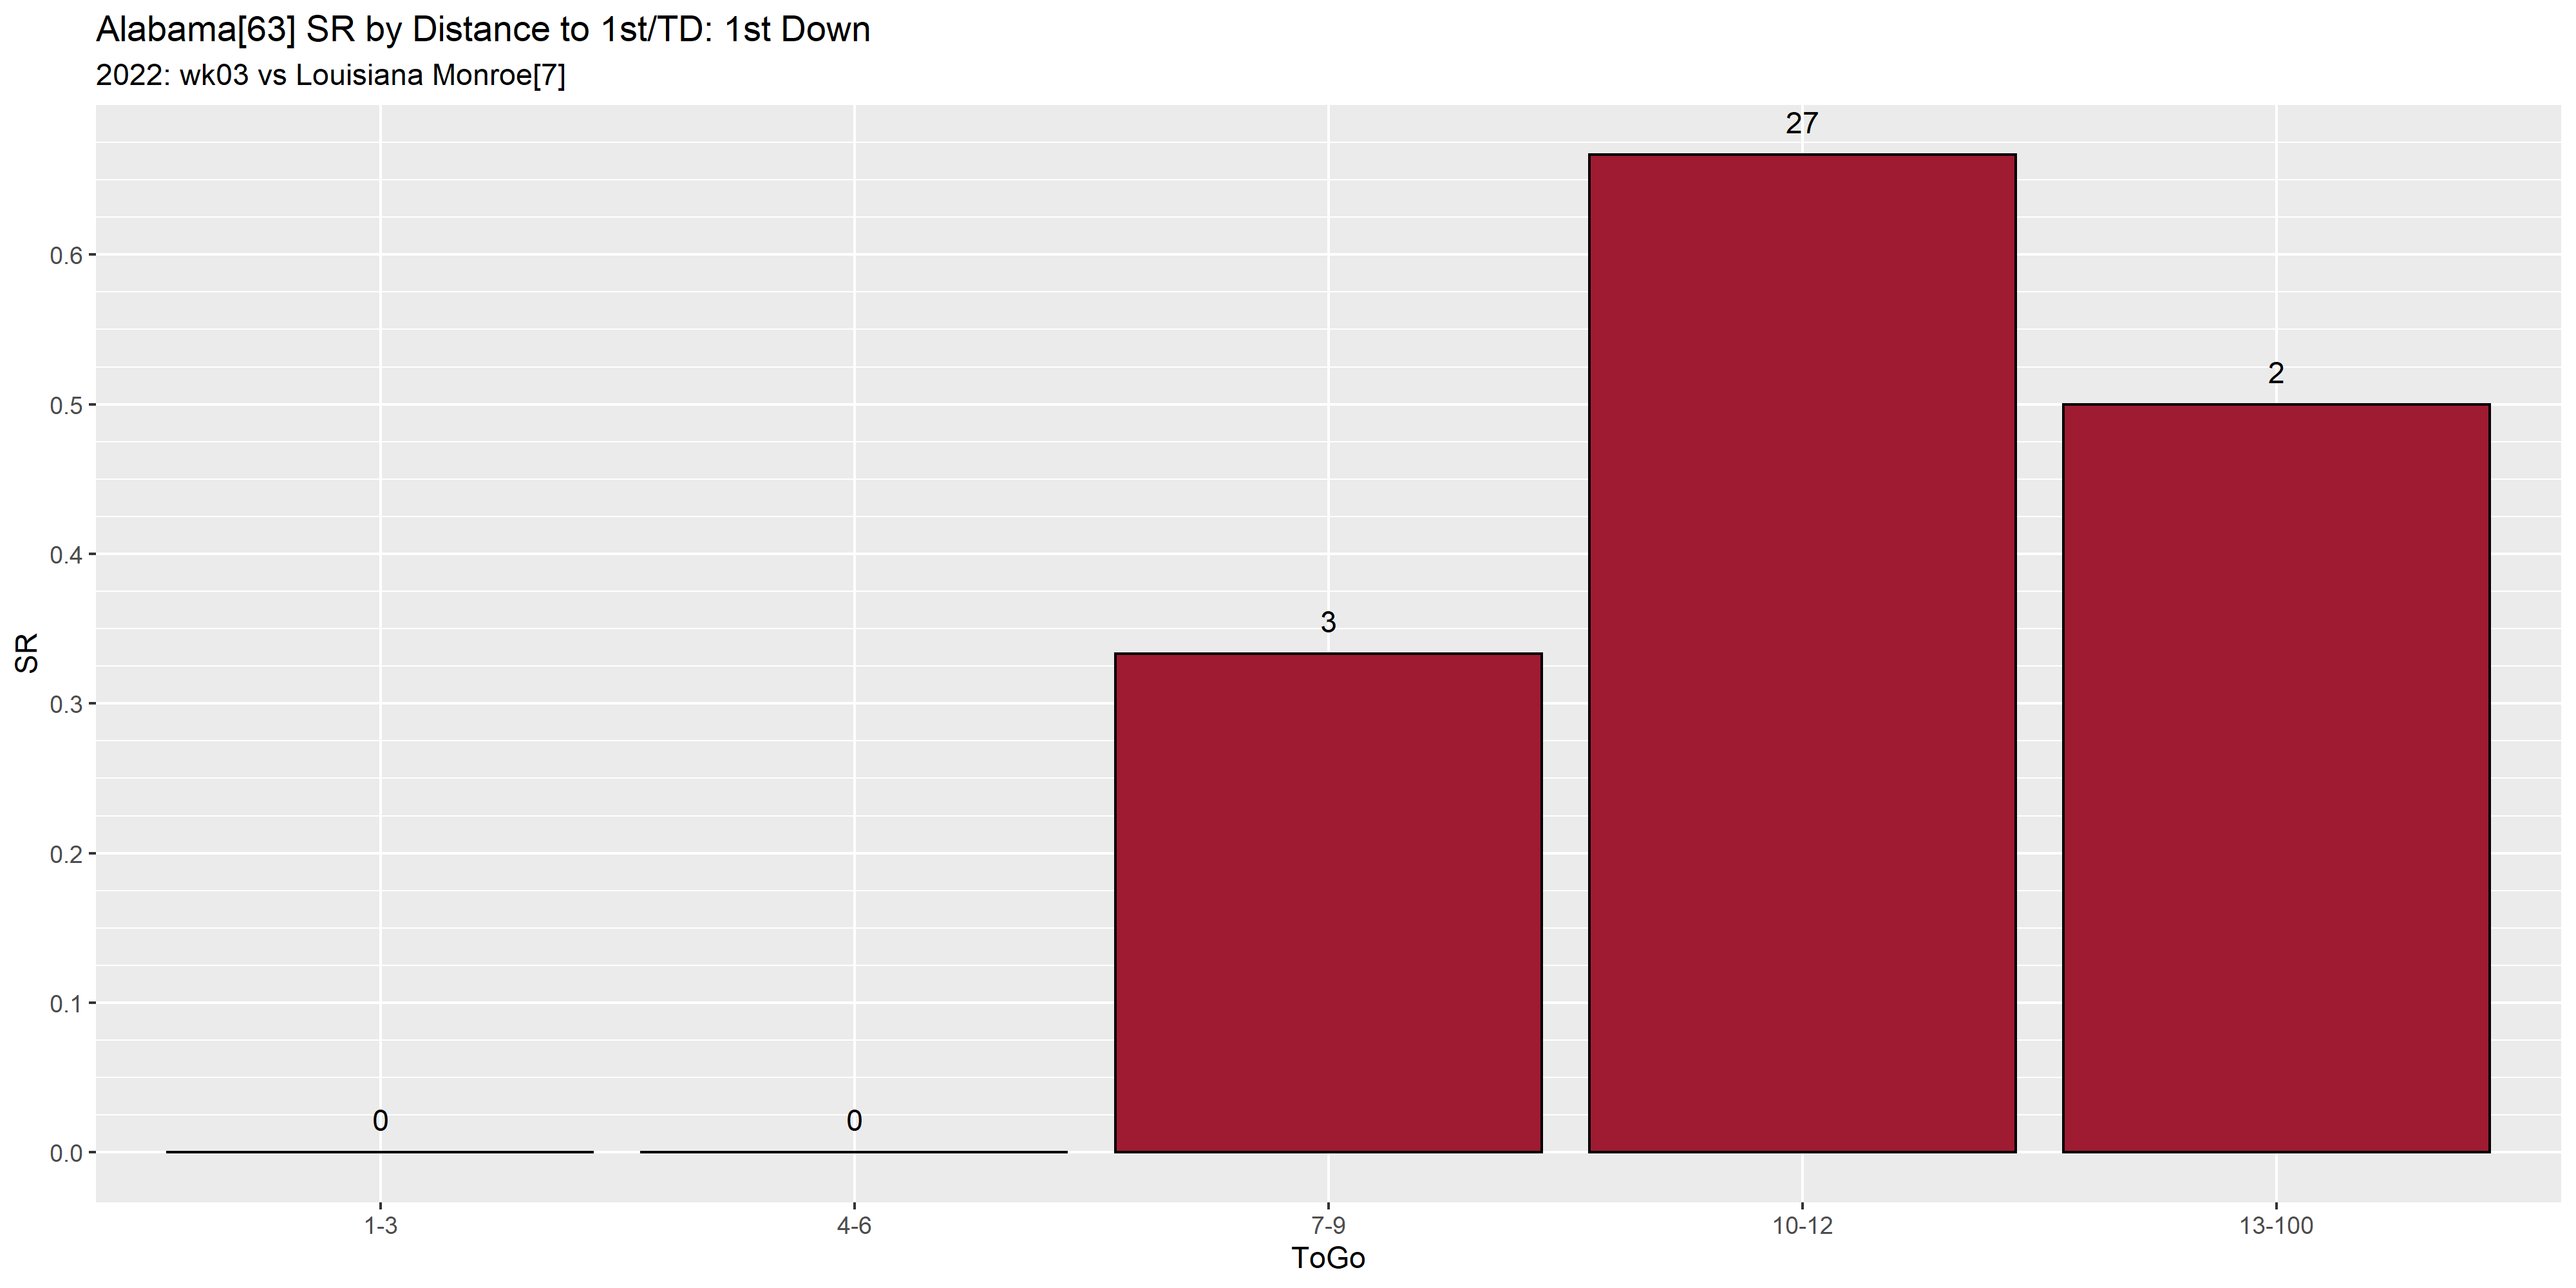 Alabama[63] SR by Distance to 1st/TD: 1st Down
2022: wk03 vs Louisiana Monroe[7]
27
2
3
0 0
0.6
0.5
0.4
0.3
0.2
0.1
0.0
SR
1-3 4-6 7-9 10-12 13-100
ToGo